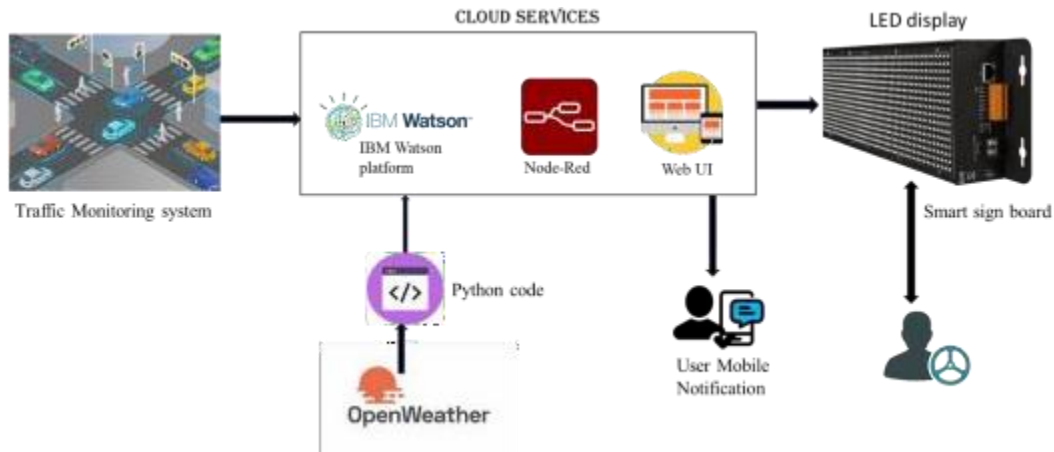 CLOUD SERVICES
LED display
IBM Watson
IBM Watson
platform
Node-Red
Web UI
Traffic Monitoring system
Smart sign board
</>
Python code
User Mobile
Notification
OpenWeather